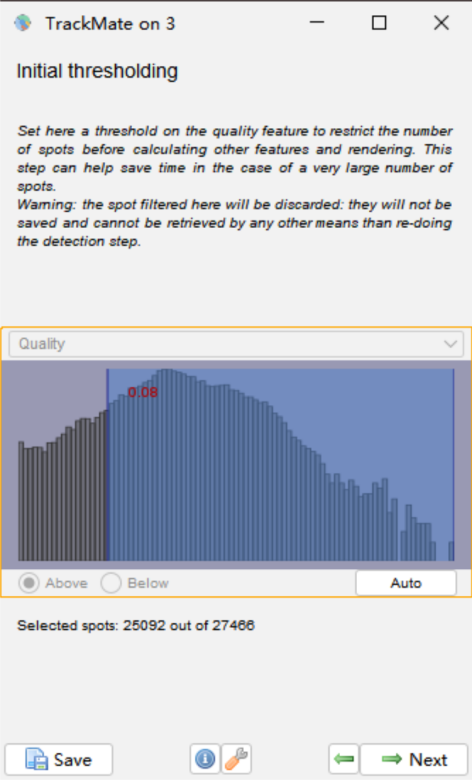 TrackMate on 3
Initial thresholding
Set here a threshold on the quality feature to restrict the number
of spots before calculating other features and rendering. This
step can help save time in the case of a very large number of
spots.
Warning: the spot filtered here will be discarded: they will not be
saved and cannot be retrieved by any other means than re-doing
the detection step.
Quality
0.08
Above Below Auto
Selected spots: 25092 out of 27466
Save Next